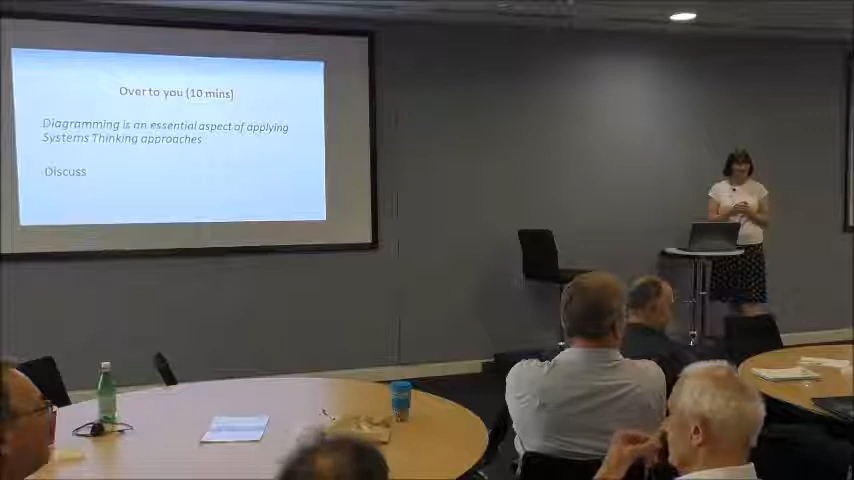 Over to you (10 mins)
Diagramming is an essential aspect of applying
Systems Thinking approaches
Discuss